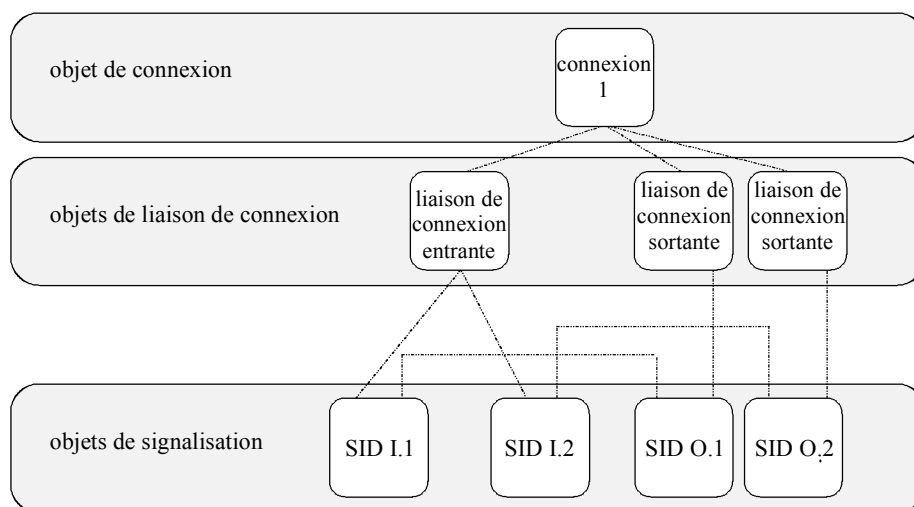 objet de connexion
connexion
1
objets de liaison de connexion
liaison de
connexion
entrante
liaison de
connexion
sortante
liaison de
connexion
sortante
objets de signalisation
SID I.1
SID I.2
SID O.1
SID O.2